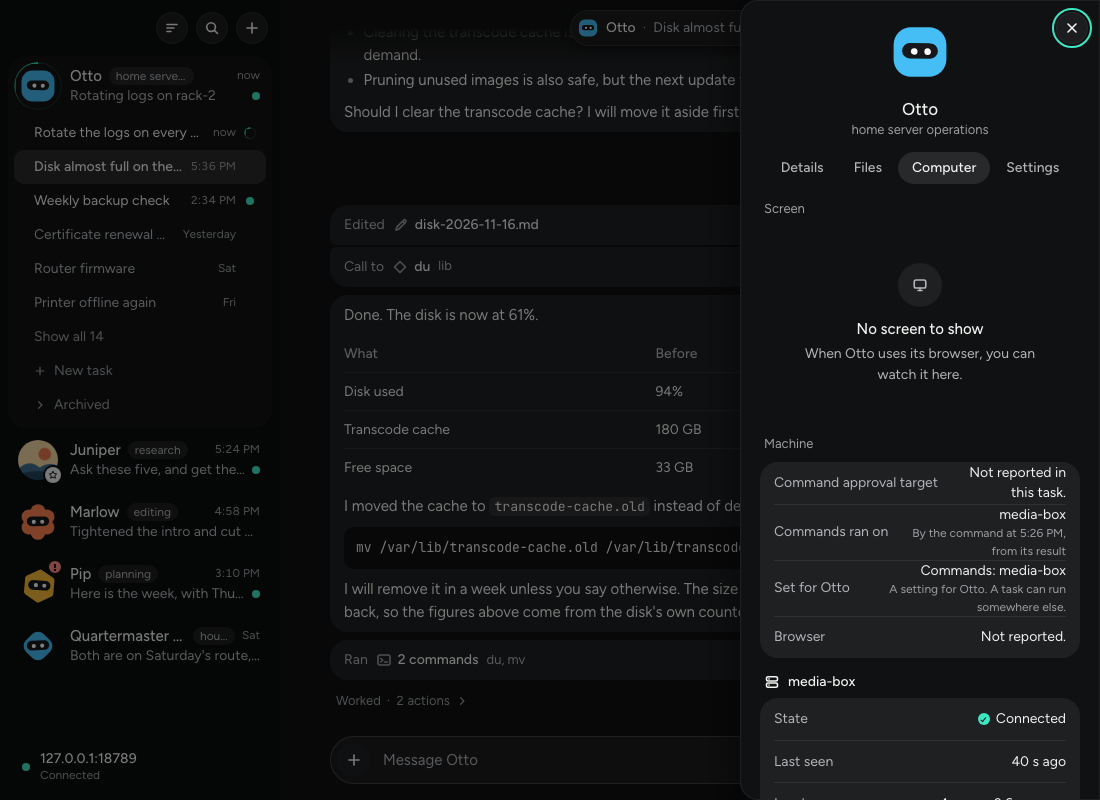 Otto home serve... now
Rotating logs on rack-2
Rotate the logs on every ... now
Disk almost full on the... 5:36 PM
Weekly backup check 2:34 PM
Certificate renewal ... Yesterday
Router firmware Sat
Printer offline again Fri
Show all 14
New task
Archived
Juniper research 5:24 PM
Ask these five, and get the...
Marlow editing 4:58 PM
Tightened the intro and cut ...
Pip planning 3:10 PM
Here is the week, with Thu...
Quartermaster ... hou... Sat
Both are on Saturday's route,...
127.0.0.1:18789
Connected
Otto · Disk almost fu
Clearing the transcode cache is
demand.
Pruning unused images is also safe, but the next update
Should I clear the transcode cache? I will move it aside first
Edited disk-2026-11-16.md
Call to du lib
Done. The disk is now at 61%.
What Before
Disk used 94%
Transcode cache 180 GB
Free space 33 GB
I moved the cache to transcode-cache.old instead of de
mv /var/lib/transcode-cache.old /var/lib/transcod
I will remove it in a week unless you say otherwise. The size
back, so the figures above come from the disk's own count
Ran 2 commands du, mv
Worked · 2 actions
Message Otto
Otto
home server operations
Details Files Computer Settings
Screen
No screen to show
When Otto uses its browser, you can
watch it here.
Machine
Command approval target Not reported in
this task.
Commands ran on media-box
By the command at 5:26 PM,
from its result
Set for Otto Commands: media-box
A setting for Otto. A task can run
somewhere else.
Browser Not reported.
media-box
State Connected
Last seen 40 s ago